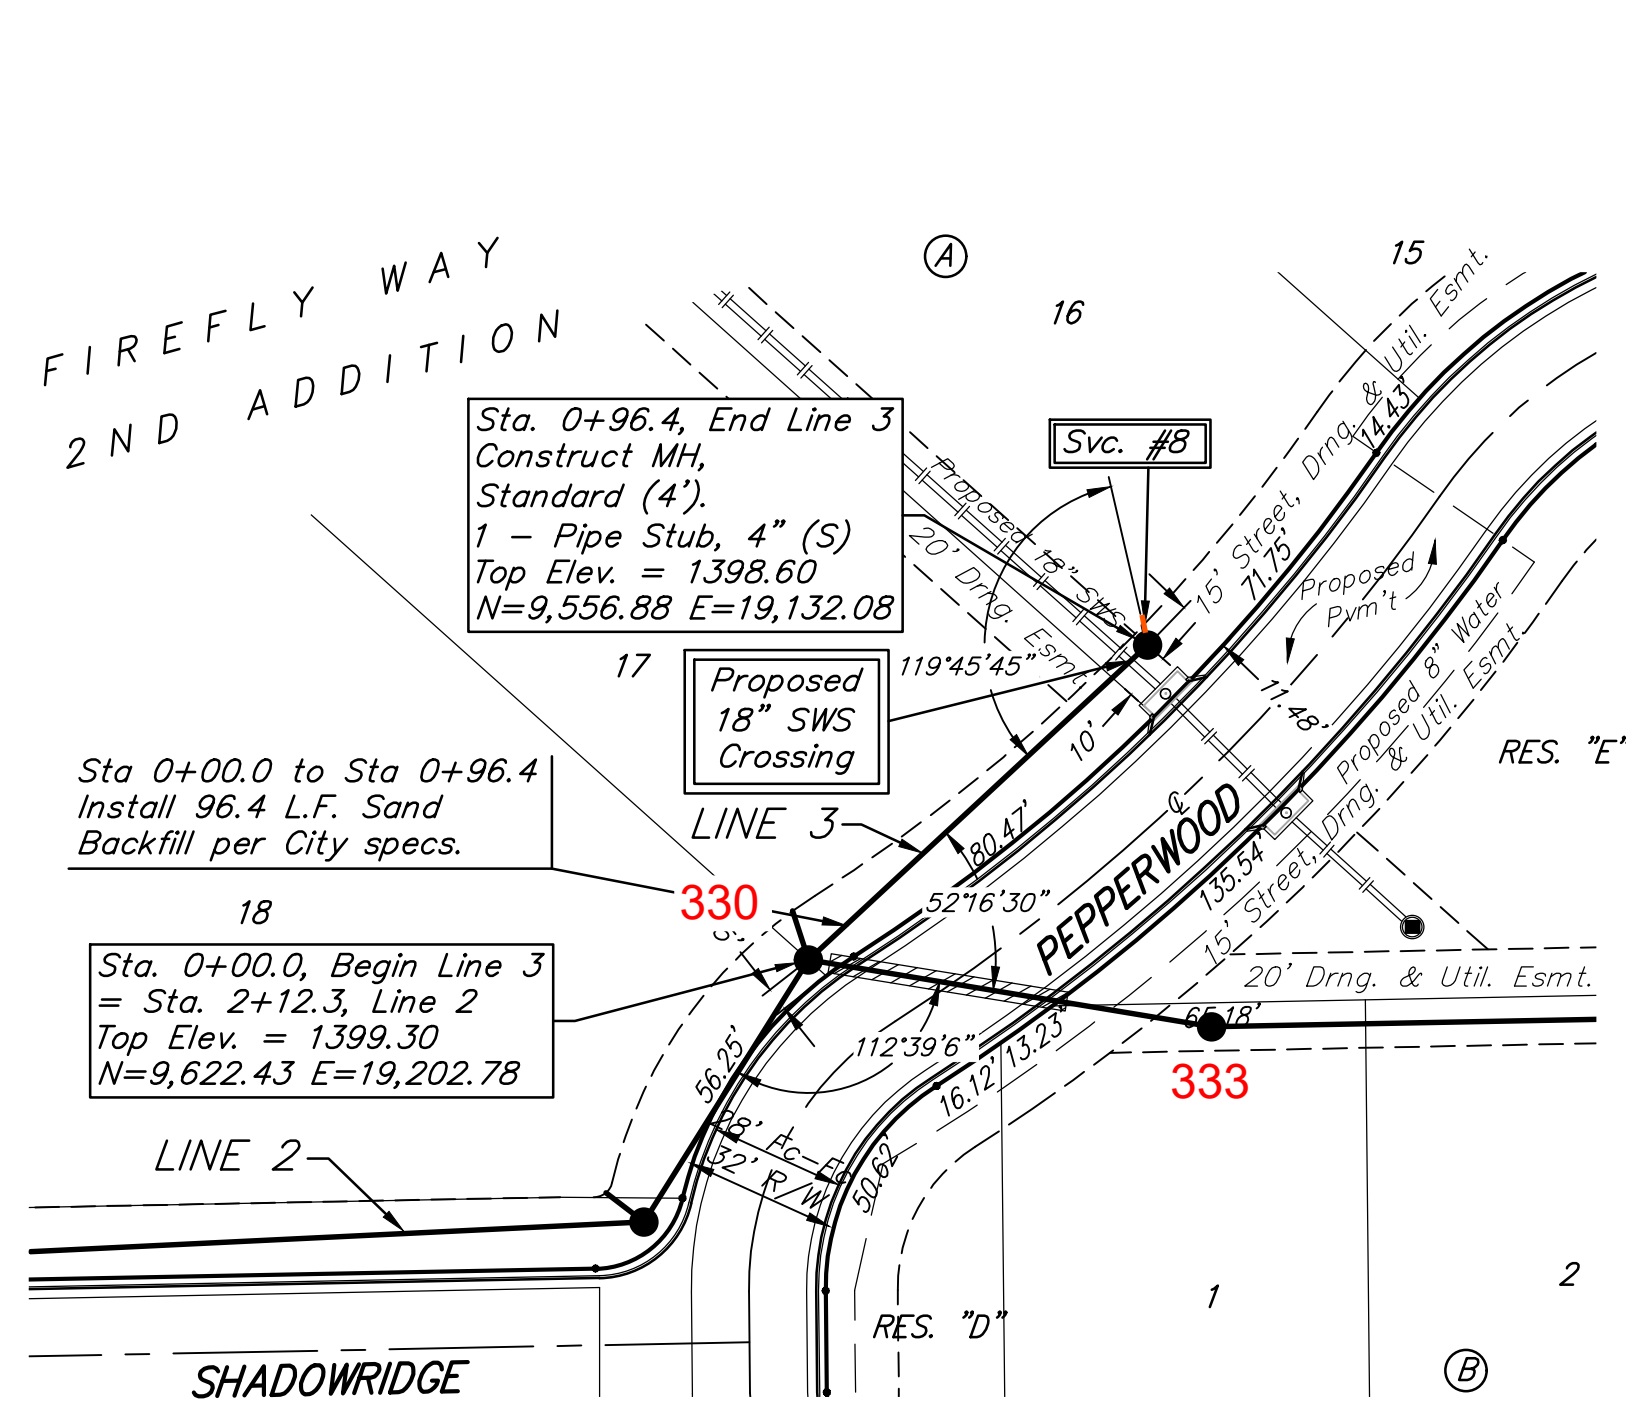 FIREFLY WAY
2ND ADDITION
A
15
16
Sta. 0+96.4, End Line 3
Construct MH,
Standard (4').
1 - Pipe Stub, 4" (S)
Top Elev. = 1398.60
N=9,556.88 E=19,132.08
Svc. #8
Proposed 18" SWS
20' Drng. Esmt.
15' Street, Drng. & Util. Esmt.
14.43'
71.75'
Proposed
Pvm't
Proposed 8" Water
17
119°45'45"
Proposed
18" SWS
Crossing
10'
11.48'
RES. "E"
Sta 0+00.0 to Sta 0+96.4
Install 96.4 L.F. Sand
Backfill per City specs.
LINE 3
80.47'
℄
PEPPERWOOD
135.54'
15' Street, Drng. & Util. Esmt.
330
52°16'30"
18
20' Drng. & Util. Esmt.
Sta. 0+00.0, Begin Line 3
= Sta. 2+12.3, Line 2
Top Elev. = 1399.30
N=9,622.43 E=19,202.78
65.18'
56.25'
112°39'6"
13.23'
16.12'
333
28'
32' R/W
50.62'
LINE 2
RES. "D"
1
2
SHADOWRIDGE
B